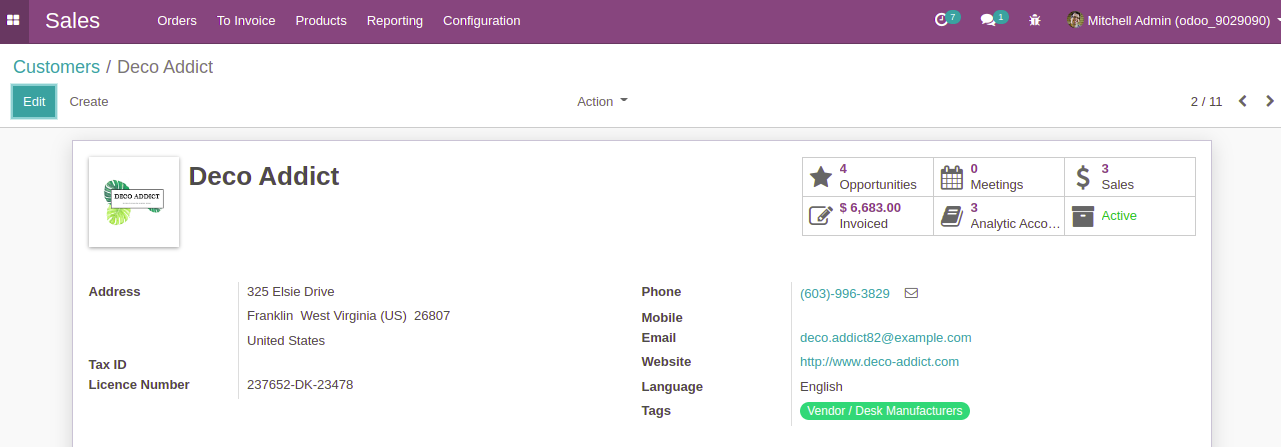 Sales Orders To Invoice Products Reporting Configuration 7 1 Mitchell Admin (odoo_9029090)
Customers / Deco Addict
Edit Create Action 2 / 11
DECO ADDICT
Deco Addict
4 Opportunities
0 Meetings
3 Sales
$ 6,683.00 Invoiced
3 Analytic Acco…
Active
Address 325 Elsie Drive
Franklin West Virginia (US) 26807
United States
Tax ID
Licence Number 237652-DK-23478
Phone (603)-996-3829
Mobile
Email deco.addict82@example.com
Website http://www.deco-addict.com
Language English
Tags Vendor / Desk Manufacturers